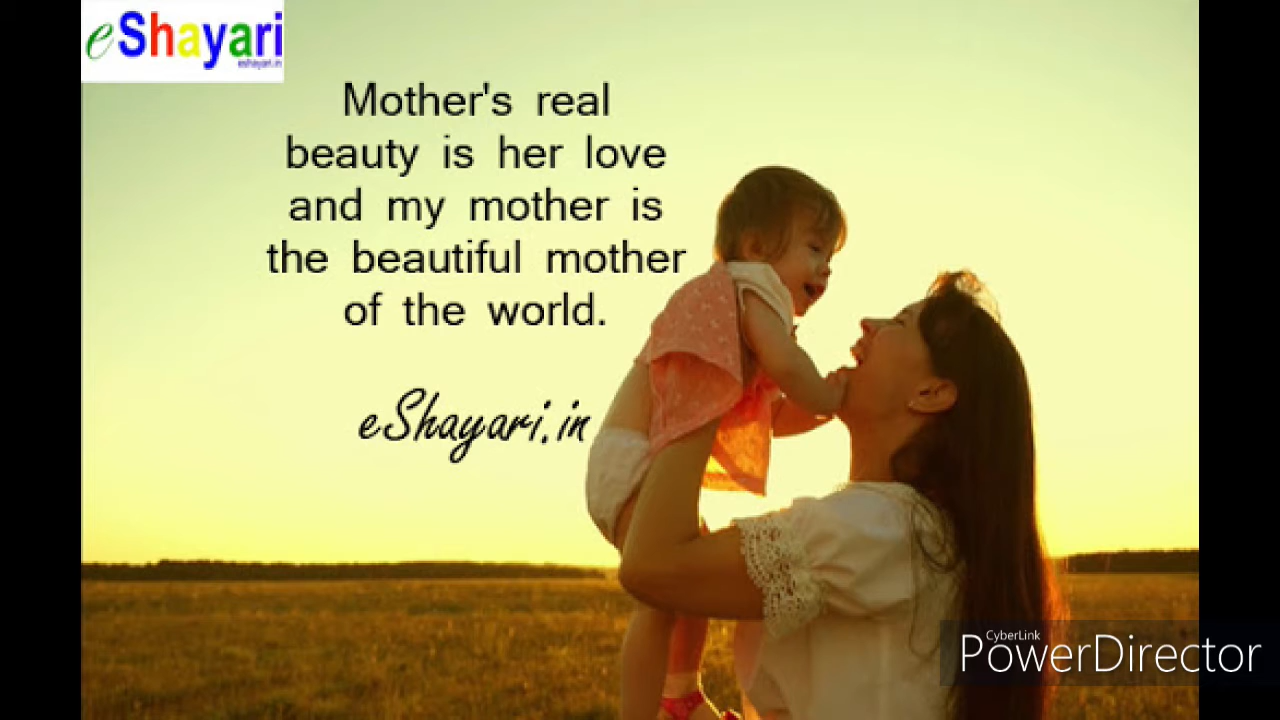 eShayari
eshayari.in
Mother's real
beauty is her love
and my mother is
the beautiful mother
of the world.
eShayari.in
CyberLink
PowerDirector